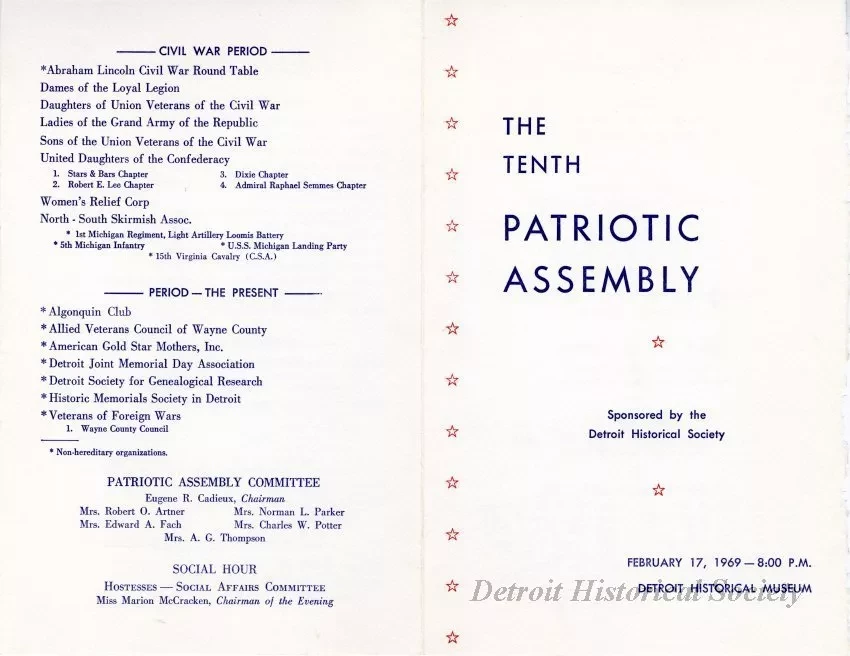 CIVIL WAR PERIOD
*Abraham Lincoln Civil War Round Table
Dames of the Loyal Legion
Daughters of Union Veterans of the Civil War
Ladies of the Grand Army of the Republic
Sons of the Union Veterans of the Civil War
United Daughters of the Confederacy
1. Stars & Bars Chapter 3. Dixie Chapter
2. Robert E. Lee Chapter 4. Admiral Raphael Semmes Chapter
Women's Relief Corp
North - South Skirmish Assoc.
* 1st Michigan Regiment, Light Artillery Loomis Battery
* 5th Michigan Infantry * U.S.S. Michigan Landing Party
* 15th Virginia Cavalry (C.S.A.)
PERIOD — THE PRESENT
* Algonquin Club
* Allied Veterans Council of Wayne County
* American Gold Star Mothers, Inc.
* Detroit Joint Memorial Day Association
* Detroit Society for Genealogical Research
* Historic Memorials Society in Detroit
* Veterans of Foreign Wars
1. Wayne County Council
* Non-hereditary organizations.
PATRIOTIC ASSEMBLY COMMITTEE
Eugene R. Cadieux, Chairman
Mrs. Robert O. Artner Mrs. Norman L. Parker
Mrs. Edward A. Fach Mrs. Charles W. Potter
Mrs. A. G. Thompson
SOCIAL HOUR
HOSTESSES — SOCIAL AFFAIRS COMMITTEE
Miss Marion McCracken, Chairman of the Evening
THE
TENTH
PATRIOTIC
ASSEMBLY
Sponsored by the
Detroit Historical Society
FEBRUARY 17, 1969 — 8:00 P.M.
DETROIT HISTORICAL MUSEUM
Detroit Historical Society